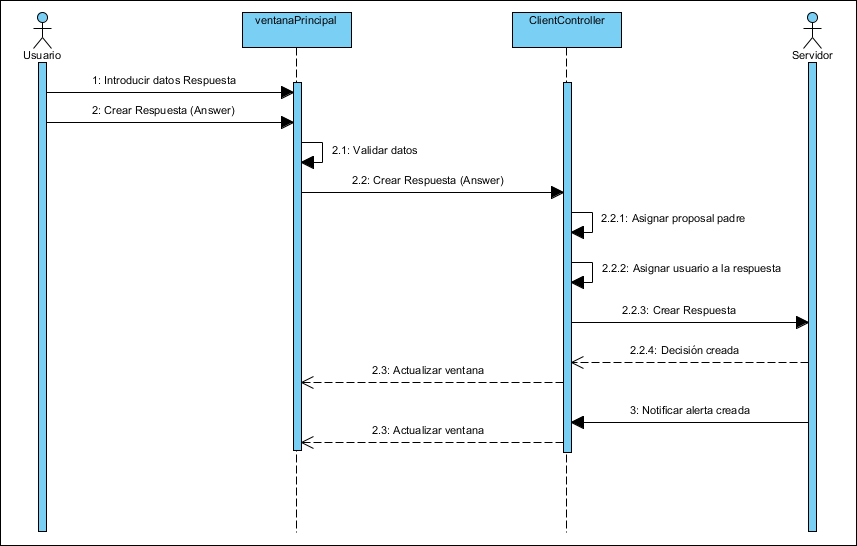 ventanaPrincipal
ClientController
Usuario
Servidor
1: Introducir datos Respuesta
2: Crear Respuesta (Answer)
2.1: Validar datos
2.2: Crear Respuesta (Answer)
2.2.1: Asignar proposal padre
2.2.2: Asignar usuario a la respuesta
2.2.3: Crear Respuesta
2.2.4: Decisión creada
2.3: Actualizar ventana
3: Notificar alerta creada
2.3: Actualizar ventana